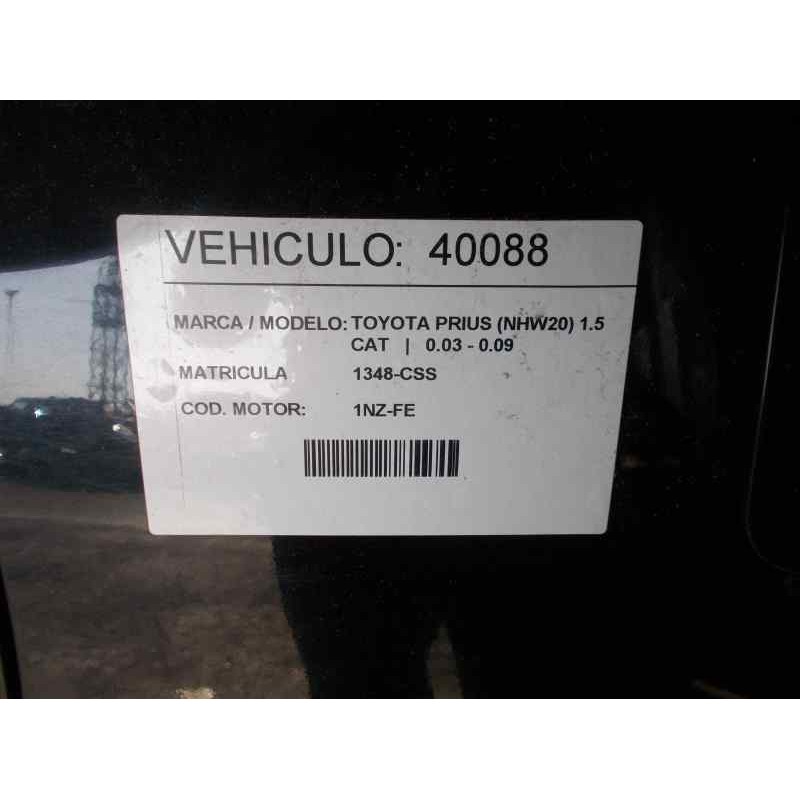 VEHICULO: 40088
MARCA / MODELO: TOYOTA PRIUS (NHW20) 1.5
CAT | 0.03 - 0.09
MATRICULA 1348-CSS
COD. MOTOR: 1NZ-FE